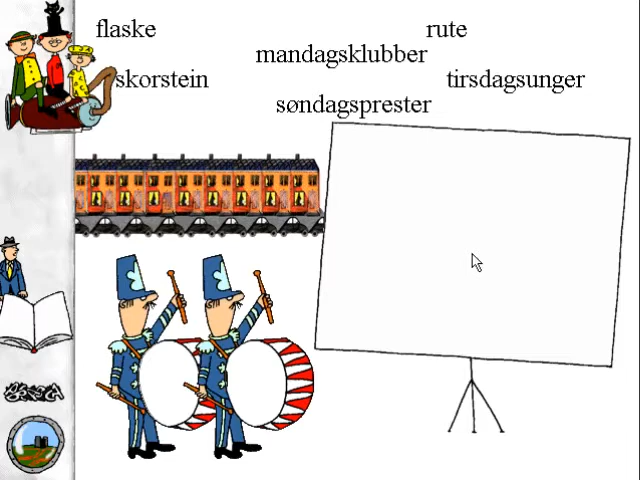 flaske
rute
mandagsklubber
skorstein
tirsdagsunger
søndagsprester